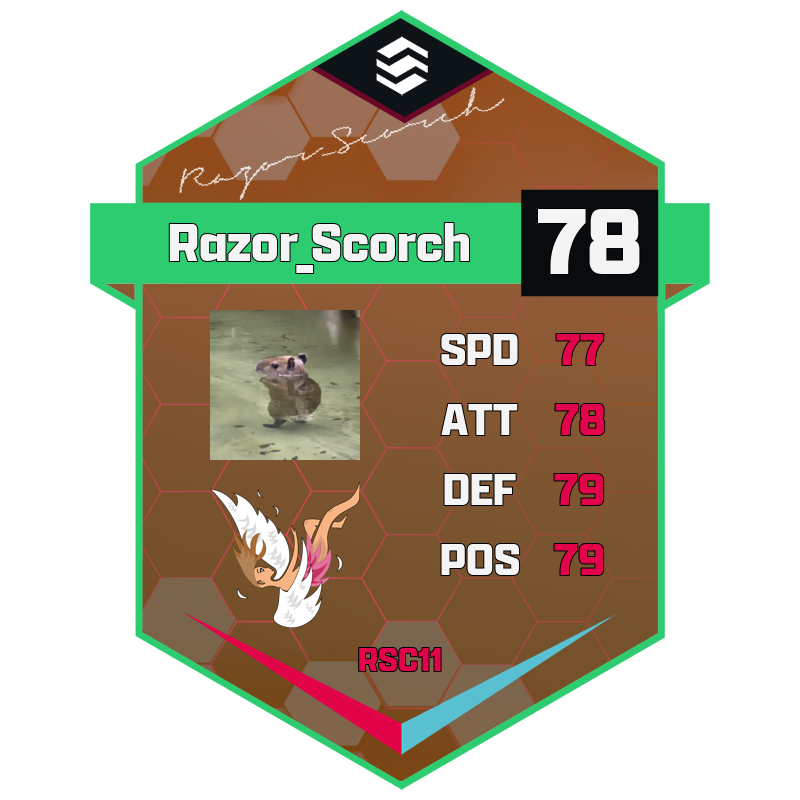 Razor_Scorch
Razor_Scorch 78
SPD 77
ATT 78
DEF 79
POS 79
RSC11